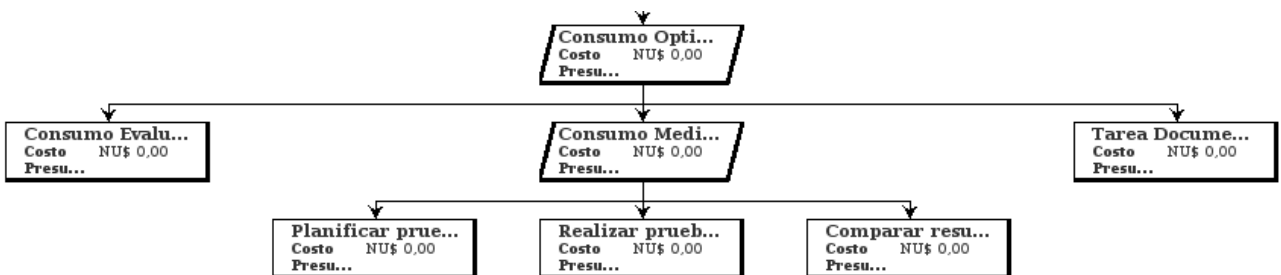 Consumo Opti...
Costo NU$ 0,00
Presu...
Consumo Evalu...
Costo NU$ 0,00
Presu...
Consumo Medi...
Costo NU$ 0,00
Presu...
Tarea Docume...
Costo NU$ 0,00
Presu...
Planificar prue...
Costo NU$ 0,00
Presu...
Realizar prueb...
Costo NU$ 0,00
Presu...
Comparar resu...
Costo NU$ 0,00
Presu...